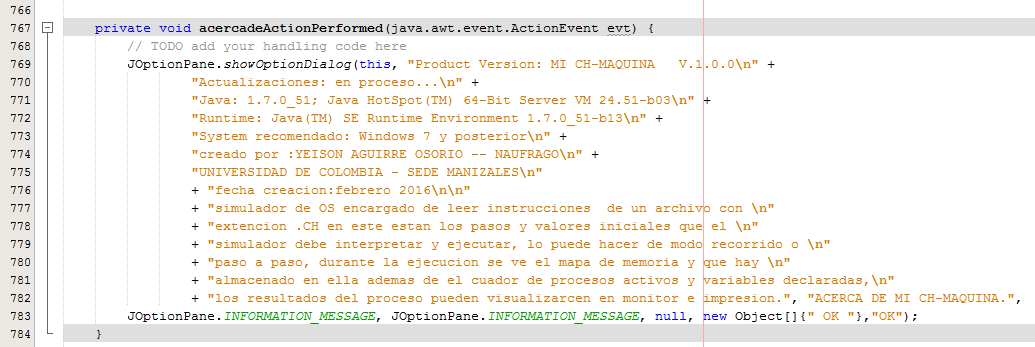 766
767 private void acercadeActionPerformed(java.awt.event.ActionEvent evt) {
768 // TODO add your handling code here
769 JOptionPane.showOptionDialog(this, "Product Version: MI CH-MAQUINA   V.1.0.0\n" +
770 "Actualizaciones: en proceso...\n" +
771 "Java: 1.7.0_51; Java HotSpot(TM) 64-Bit Server VM 24.51-b03\n" +
772 "Runtime: Java(TM) SE Runtime Environment 1.7.0_51-b13\n" +
773 "System recomendado: Windows 7 y posterior\n" +
774 "creado por :YEISON AGUIRRE OSORIO -- NAUFRAGO\n" +
775 "UNIVERSIDAD DE COLOMBIA - SEDE MANIZALES\n"
776 + "fecha creacion:febrero 2016\n\n"
777 + "simulador de OS encargado de leer instrucciones  de un archivo con \n"
778 + "extencion .CH en este estan los pasos y valores iniciales que el \n"
779 + "simulador debe interpretar y ejecutar, lo puede hacer de modo recorrido o \n"
780 + "paso a paso, durante la ejecucion se ve el mapa de memoria y que hay \n"
781 + "almacenado en ella ademas de el cuador de procesos activos y variables declaradas,\n"
782 + "los resultados del proceso pueden visualizarcen en monitor e impresion.", "ACERCA DE MI CH-MAQUINA.",
783 JOptionPane.INFORMATION_MESSAGE, JOptionPane.INFORMATION_MESSAGE, null, new Object[]{" OK "},"OK");
784 }